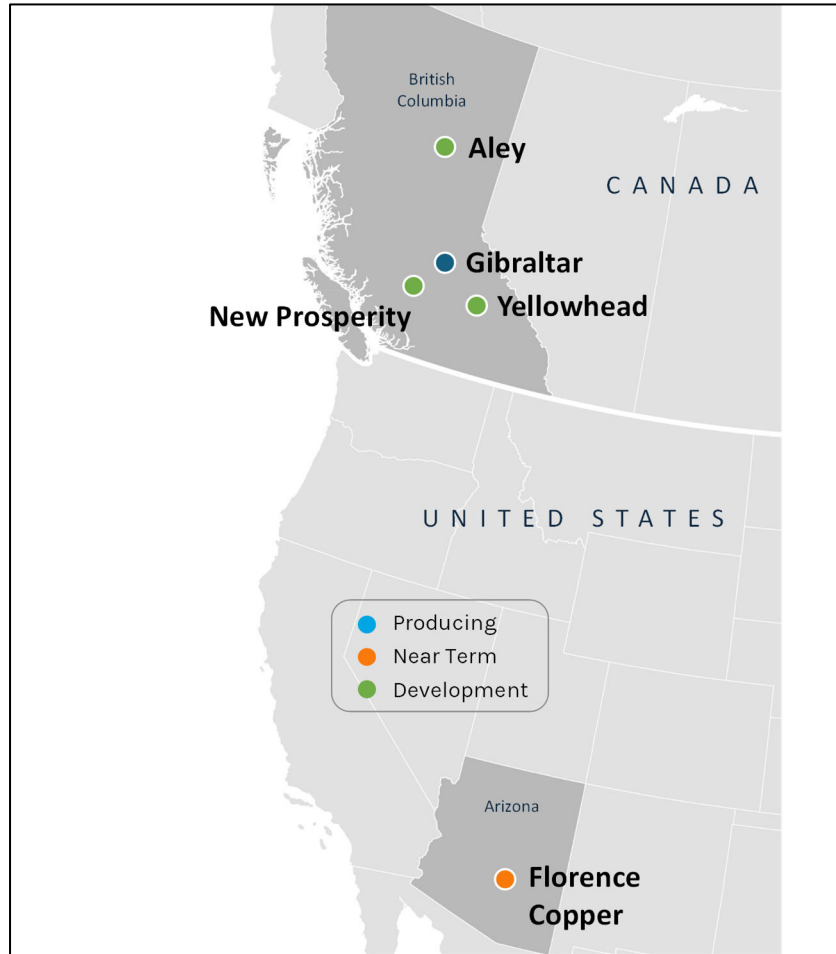 British
Columbia
Aley
CANADA
Gibraltar
Yellowhead
New Prosperity
UNITED STATES
Producing
Near Term
Development
Arizona
Florence
Copper